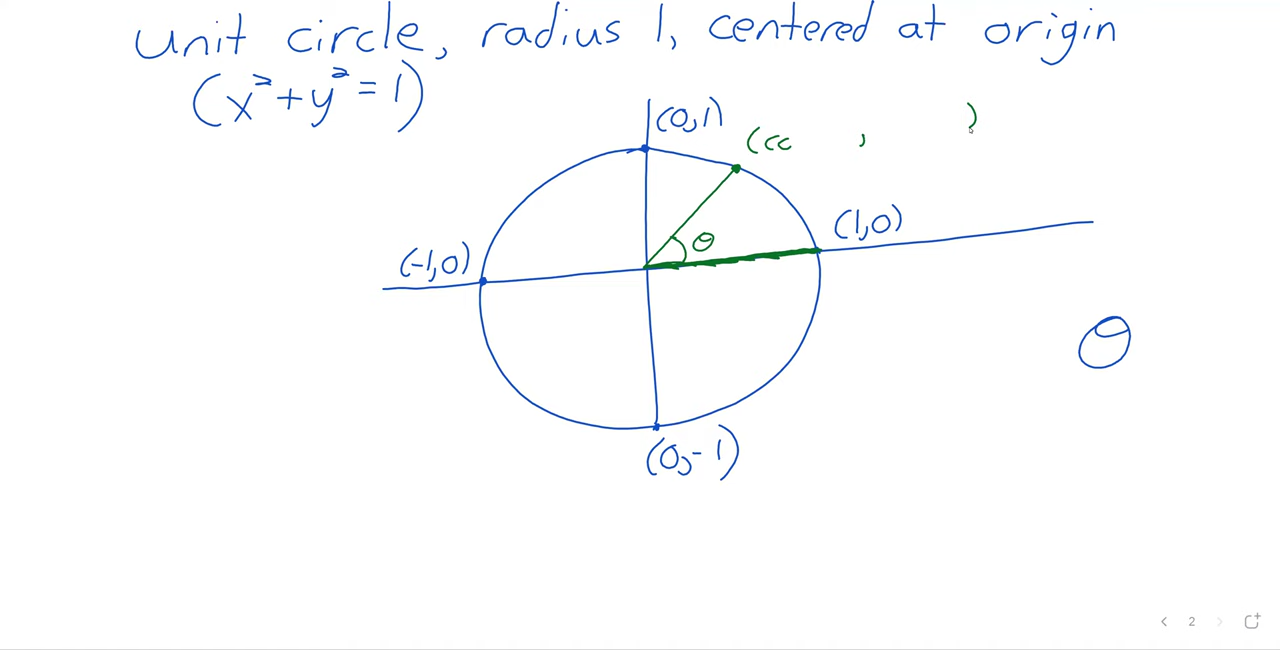 unit circle, radius 1, centered at origin
(x²+y²=1)
(0,1)
(cc , )
(1,0)
θ
(-1,0)
θ
(0,-1)
2